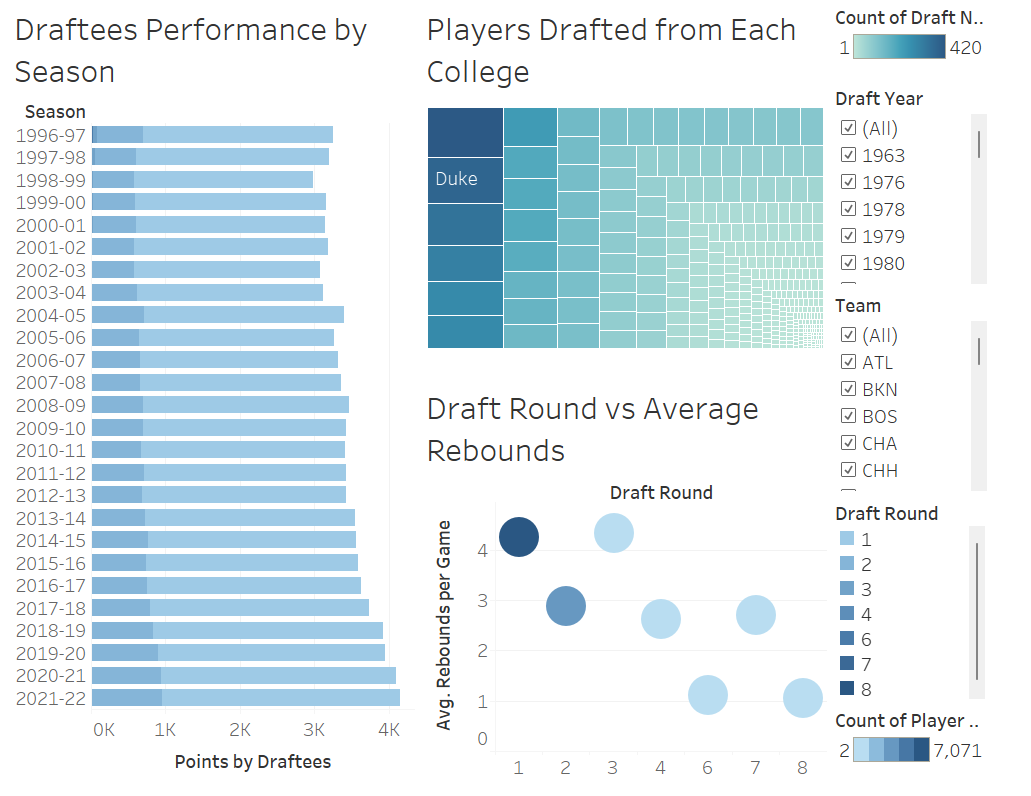 Draftees Performance by
Season
Season
1996-97
1997-98
1998-99
1999-00
2000-01
2001-02
2002-03
2003-04
2004-05
2005-06
2006-07
2007-08
2008-09
2009-10
2010-11
2011-12
2012-13
2013-14
2014-15
2015-16
2016-17
2017-18
2018-19
2019-20
2020-21
2021-22
0K 1K 2K 3K 4K
Points by Draftees
Players Drafted from Each
College
Duke
Draft Round vs Average
Rebounds
Draft Round
Avg. Rebounds per Game
4
3
2
1
0
1 2 3 4 6 7 8
Count of Draft N..
1 420
Draft Year
(All)
1963
1976
1978
1979
1980
Team
(All)
ATL
BKN
BOS
CHA
CHH
Draft Round
1
2
3
4
6
7
8
Count of Player ..
2 7,071